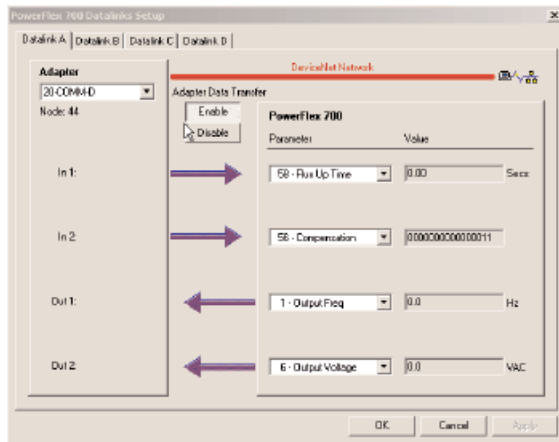 PowerFlex 700 Datalinks Setup
Datalink A
Datalink B
Datalink C
Datalink D
Adapter
20-COMM-D
Node: 44
DeviceNet Network
Adapter Data Transfer
Enable
Disable
PowerFlex 700
Parameter
Value
In 1:
58 - Flux Up Time
0.00
Secs
In 2:
56 - Compensation
Out 1:
1 - Output Freq
0.0
Hz
Out 2:
6 - Output Voltage
0.0
VAC
OK
Cancel
Apply